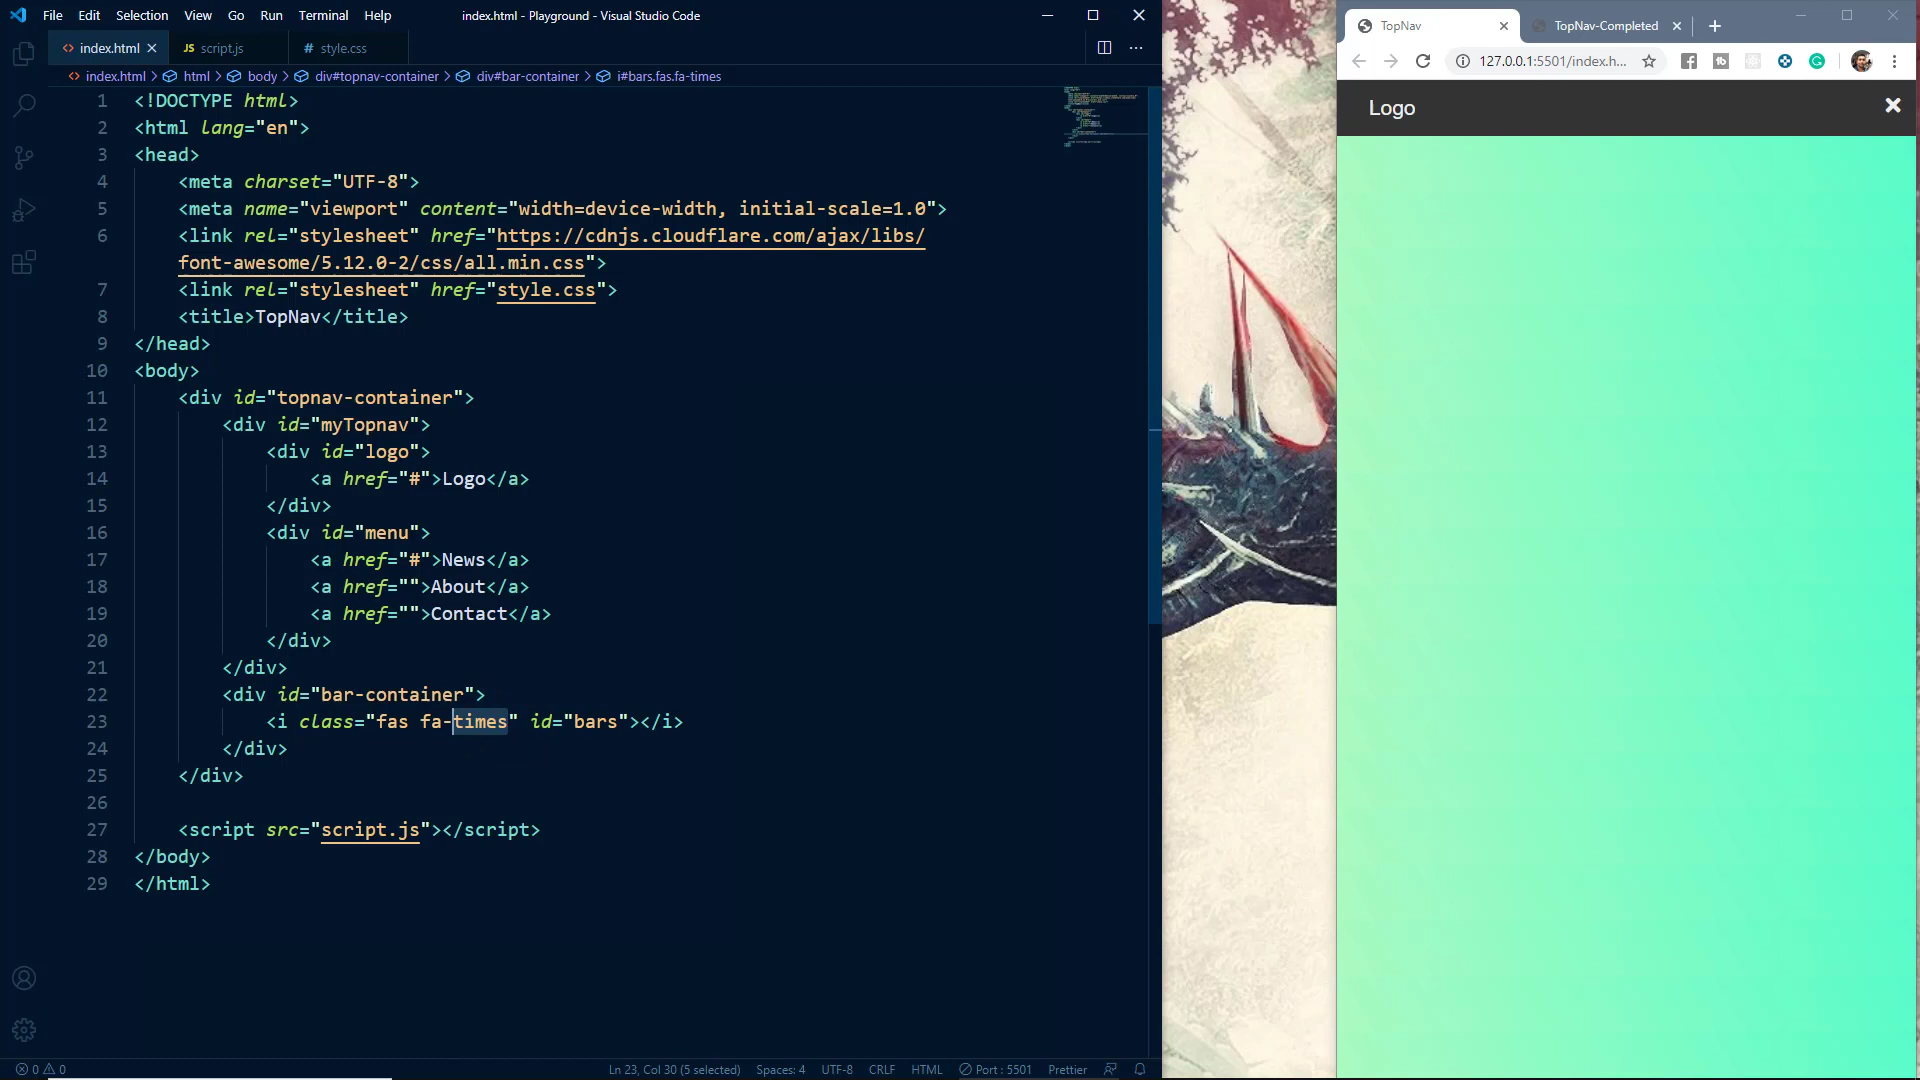 File Edit Selection View Go Run Terminal Help
index.html - Playground - Visual Studio Code
<> index.html
JS script.js
# style.css
<> index.html > html > body > div#topnav-container > div#bar-container > i#bars.fas.fa-times
1 <!DOCTYPE html>
2 <html lang="en">
3 <head>
4 <meta charset="UTF-8">
5 <meta name="viewport" content="width=device-width, initial-scale=1.0">
6 <link rel="stylesheet" href="https://cdnjs.cloudflare.com/ajax/libs/
font-awesome/5.12.0-2/css/all.min.css">
7 <link rel="stylesheet" href="style.css">
8 <title>TopNav</title>
9 </head>
10 <body>
11 <div id="topnav-container">
12 <div id="myTopnav">
13 <div id="logo">
14 <a href="#">Logo</a>
15 </div>
16 <div id="menu">
17 <a href="#">News</a>
18 <a href="">About</a>
19 <a href="">Contact</a>
20 </div>
21 </div>
22 <div id="bar-container">
23 <i class="fas fa-times" id="bars"></i>
24 </div>
25 </div>
26
27 <script src="script.js"></script>
28 </body>
29 </html>
0 0
Ln 23, Col 30 (5 selected) Spaces: 4 UTF-8 CRLF HTML Port : 5501 Prettier
TopNav
TopNav-Completed
127.0.0.1:5501/index.h...
Logo